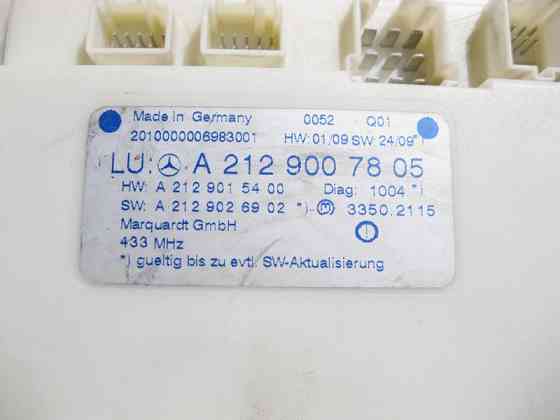 Made in Germany 0052 Q01
2010000006983001 HW: 01/09 SW: 24/09*)
LU: A 212 900 78 05
HW: A 212 901 54 00 Diag: 1004 *)
SW: A 212 902 69 02 *) M 3350.2115
Marquardt GmbH
433 MHz
*) gueltig bis zu evtl. SW-Aktualisierung